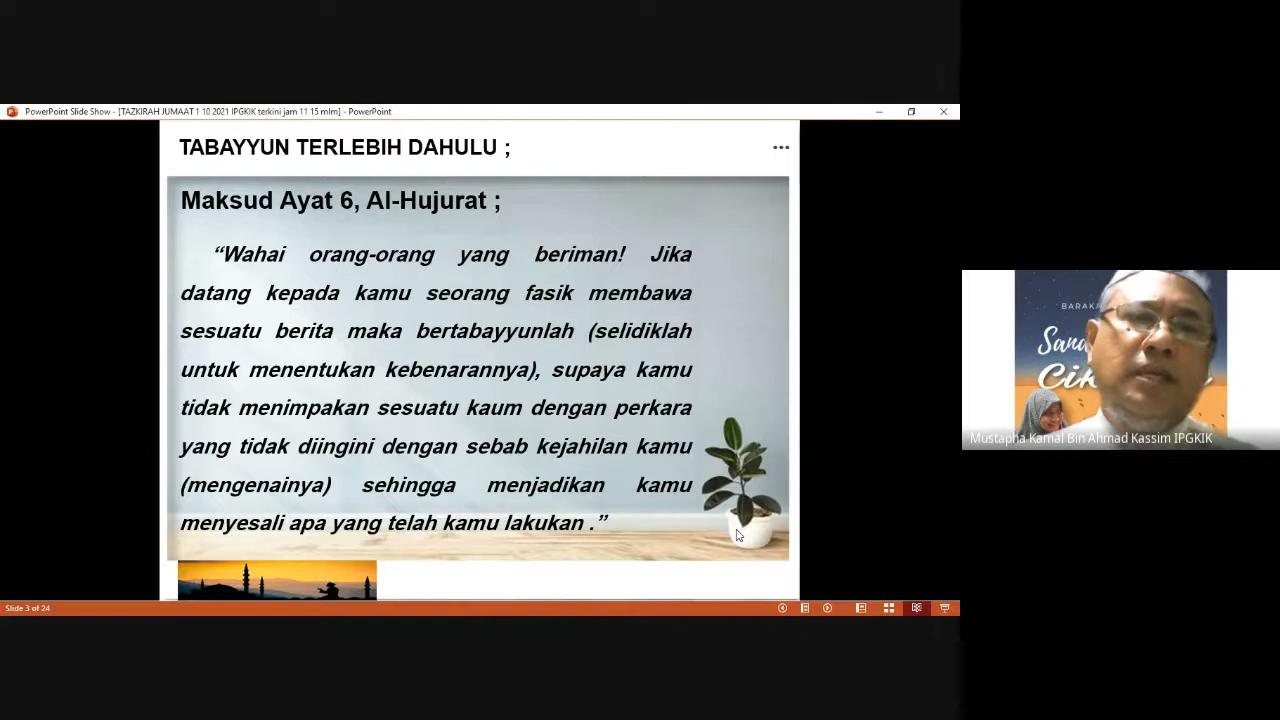 PowerPoint Slide Show - [TAZKIRAH JUMAAT 1 10 2021 IPGKIK terkini jam 11 15 mlm] - PowerPoint
TABAYYUN TERLEBIH DAHULU ;
Maksud Ayat 6, Al-Hujurat ;
“Wahai orang-orang yang beriman! Jika
datang kepada kamu seorang fasik membawa
sesuatu berita maka bertabayyunlah (selidiklah
untuk menentukan kebenarannya), supaya kamu
tidak menimpakan sesuatu kaum dengan perkara
yang tidak diingini dengan sebab kejahilan kamu
(mengenainya) sehingga menjadikan kamu
menyesali apa yang telah kamu lakukan .”
Slide 3 of 24
Mustapha Kamal Bin Ahmad Kassim IPGKIK